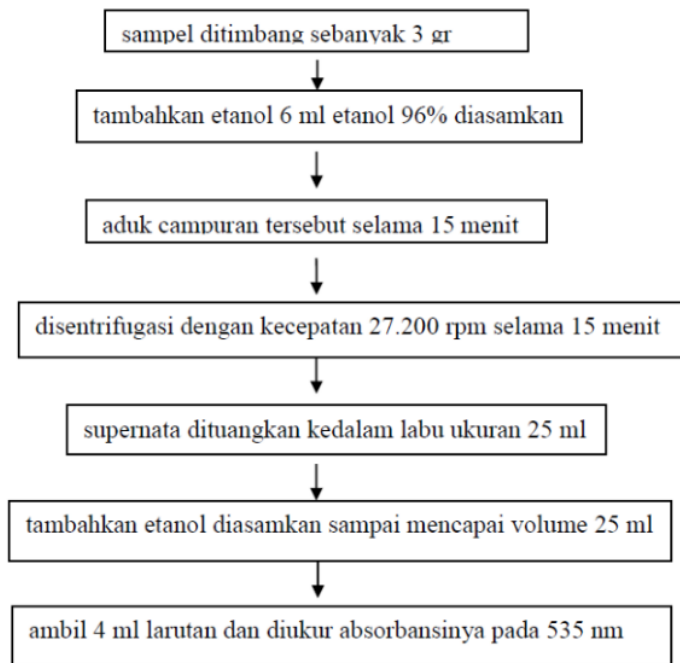 sampel ditimbang sebanyak 3 gr
tambahkan etanol 6 ml etanol 96% diasamkan
aduk campuran tersebut selama 15 menit
disentrifugasi dengan kecepatan 27.200 rpm selama 15 menit
supernata dituangkan kedalam labu ukuran 25 ml
tambahkan etanol diasamkan sampai mencapai volume 25 ml
ambil 4 ml larutan dan diukur absorbansinya pada 535 nm